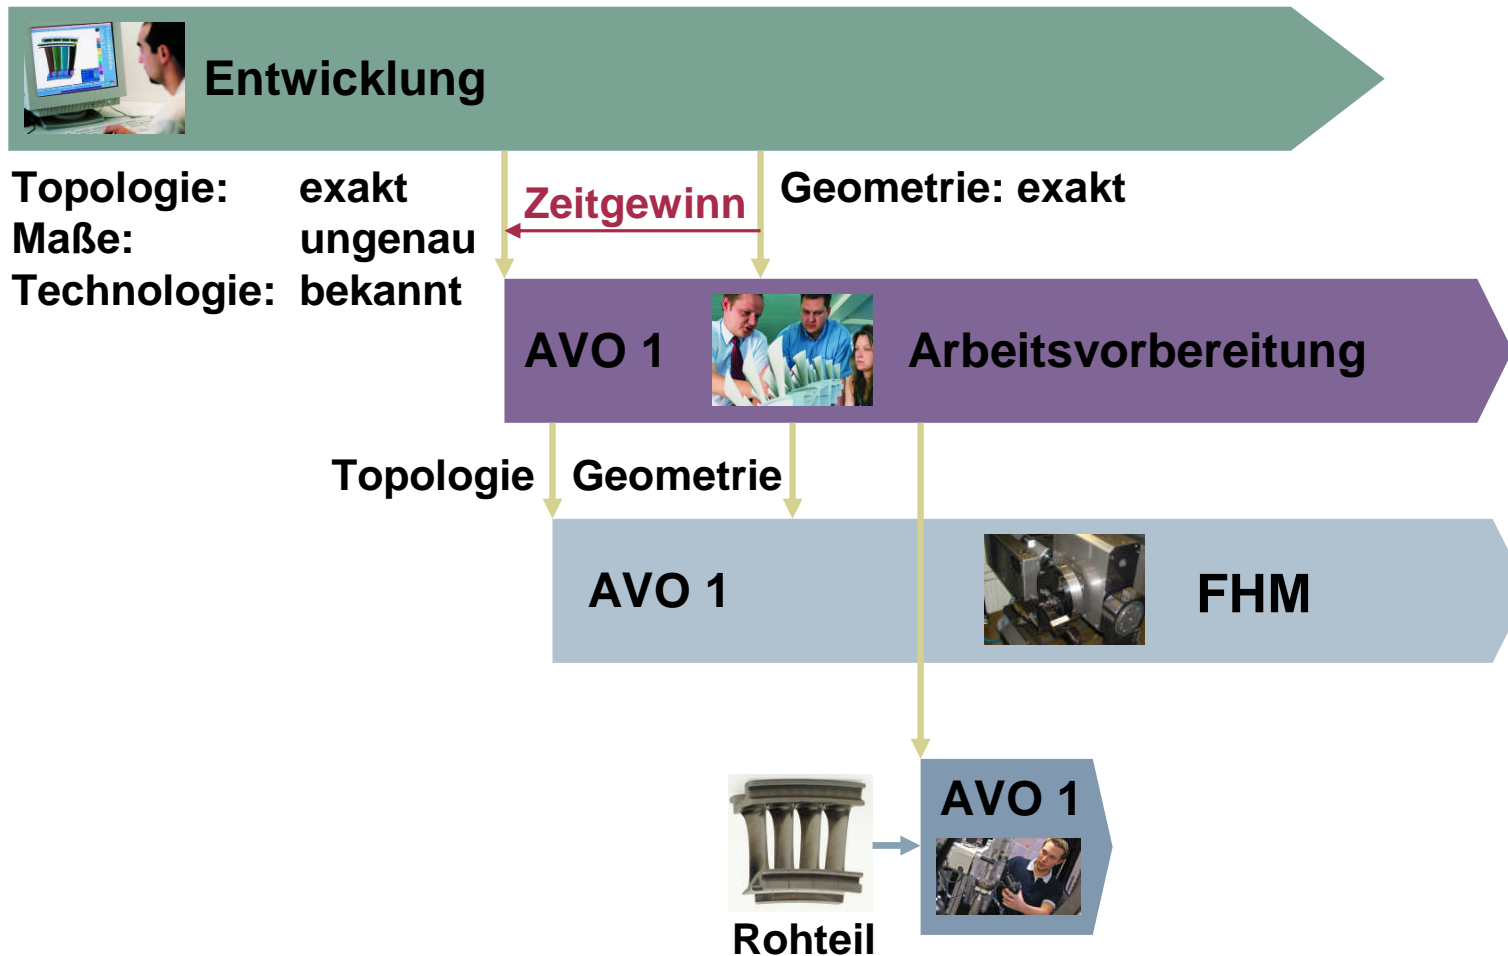 Entwicklung
Topologie: exakt
Maße: ungenau
Technologie: bekannt
Zeitgewinn
Geometrie: exakt
AVO 1
Arbeitsvorbereitung
Topologie
Geometrie
AVO 1
FHM
AVO 1
Rohteil